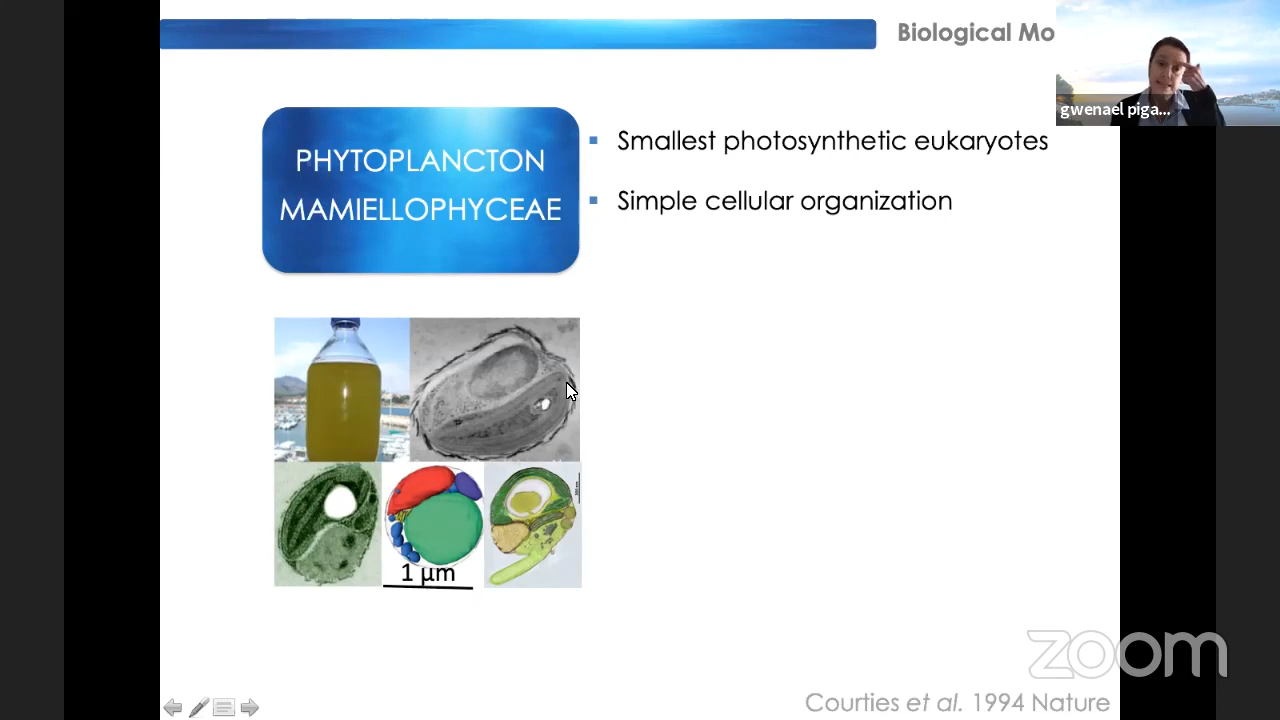 Biological Mo
gwenael piga...
PHYTOPLANCTON
MAMIELLOPHYCEAE
▪ Smallest photosynthetic eukaryotes
▪ Simple cellular organization
1 µm
zoom
Courties et al. 1994 Nature